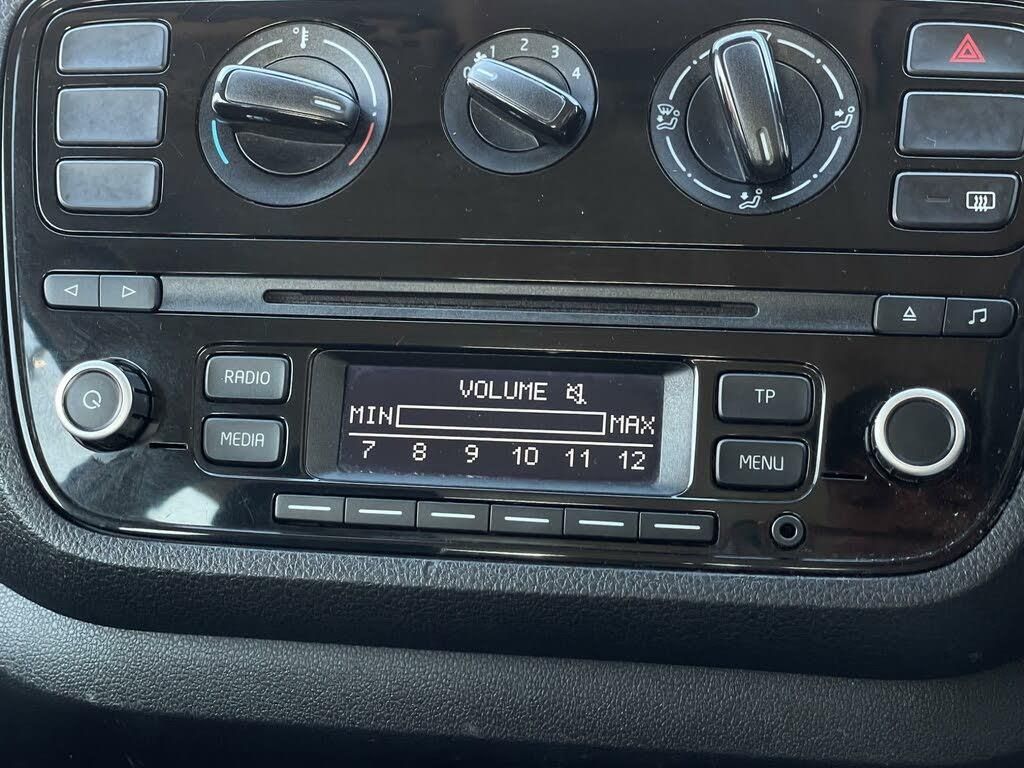 1 2 3 4
RADIO
MEDIA
VOLUME
MIN MAX
7 8 9 10 11 12
TP
MENU